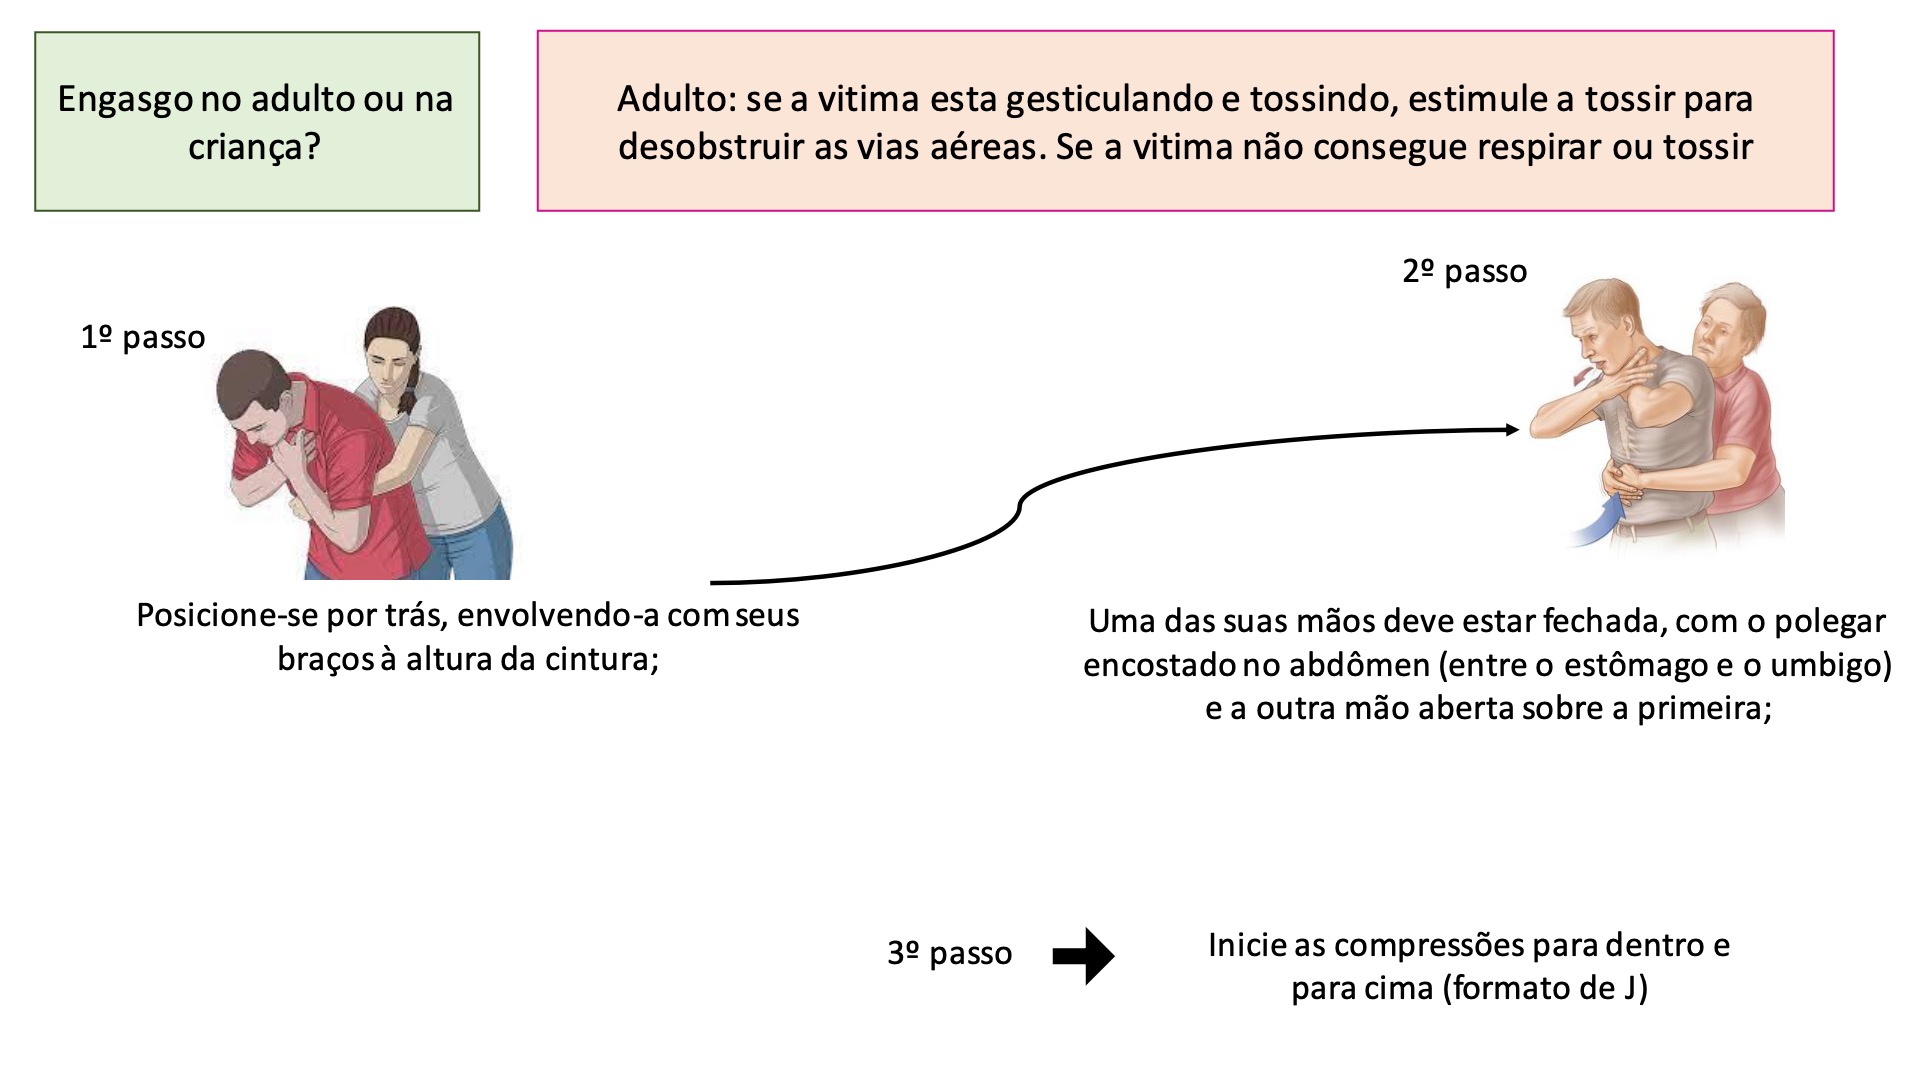 Engasgo no adulto ou na
criança?
Adulto: se a vitima esta gesticulando e tossindo, estimule a tossir para
desobstruir as vias aéreas. Se a vitima não consegue respirar ou tossir
1º passo
2º passo
Posicione-se por trás, envolvendo-a com seus
braços à altura da cintura;
Uma das suas mãos deve estar fechada, com o polegar
encostado no abdômen (entre o estômago e o umbigo)
e a outra mão aberta sobre a primeira;
3º passo
Inicie as compressões para dentro e
para cima (formato de J)